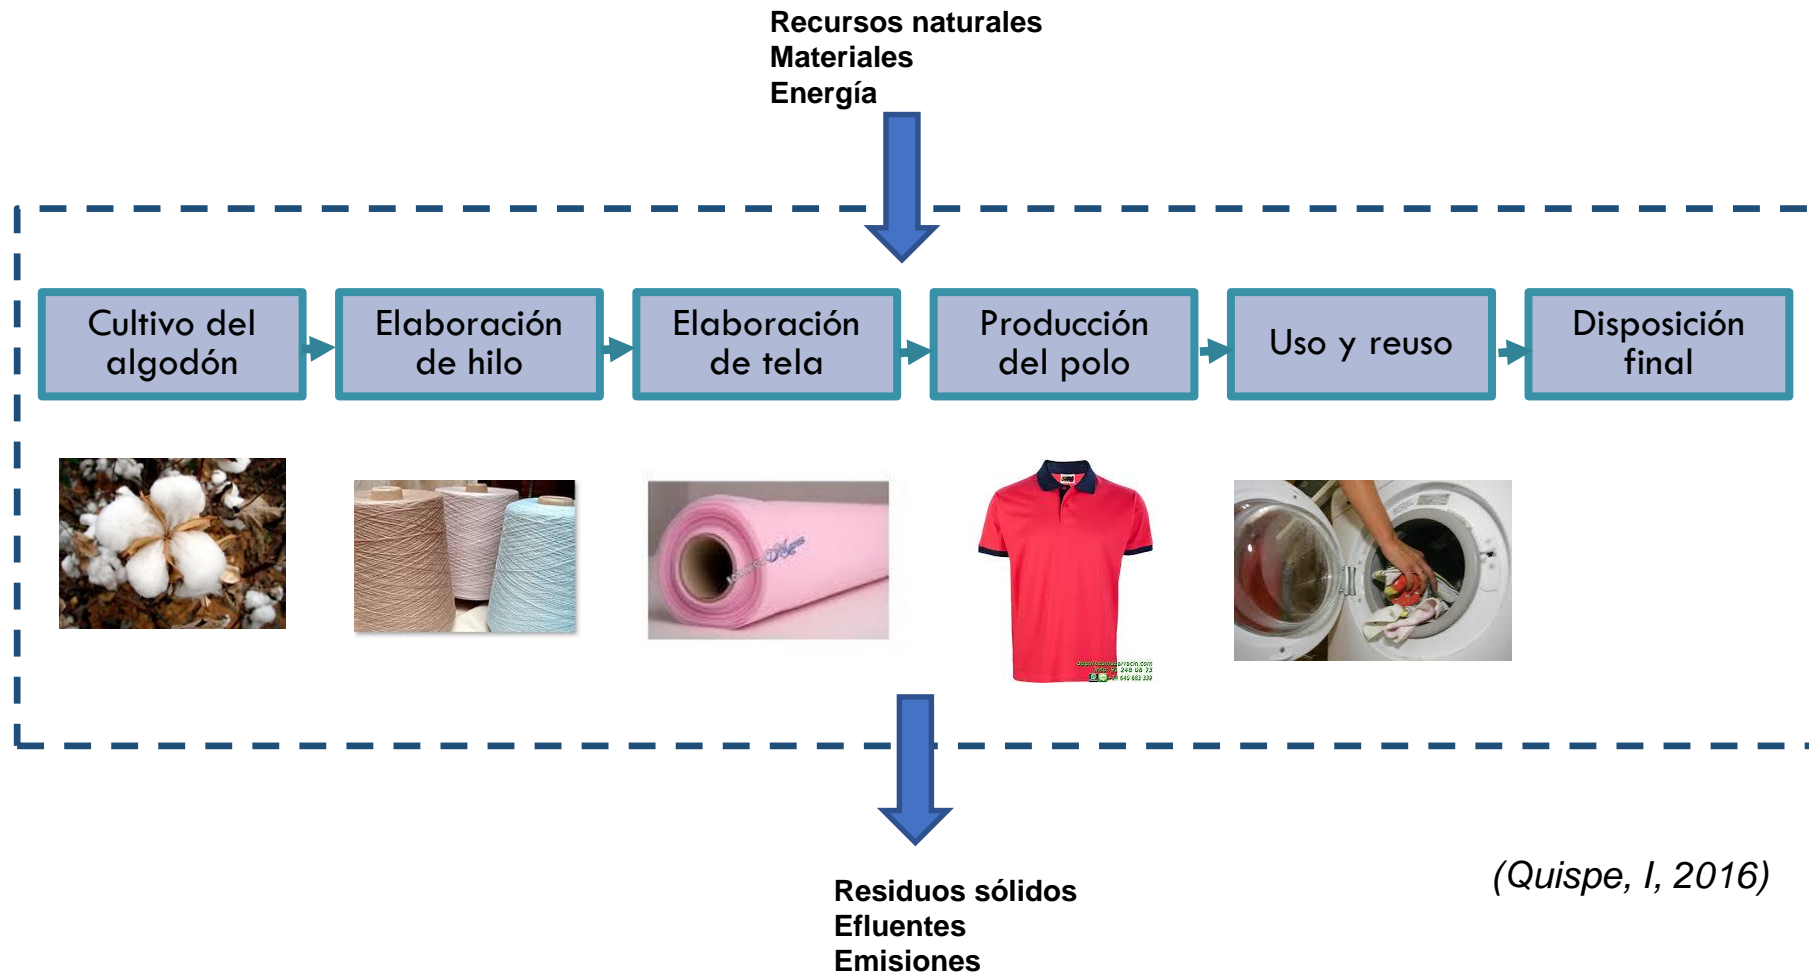 Recursos naturales
Materiales
Energía
Cultivo del
algodón
Elaboración
de hilo
Elaboración
de tela
Producción
del polo
Uso y reuso
Disposición
final
Residuos sólidos
Efluentes
Emisiones
(Quispe, I, 2016)